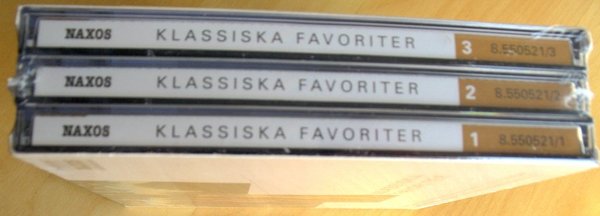 NAXOS KLASSISKA FAVORITER 3 8.550521/3
NAXOS KLASSISKA FAVORITER 2 8.550521/2
NAXOS KLASSISKA FAVORITER 1 8.550521/1